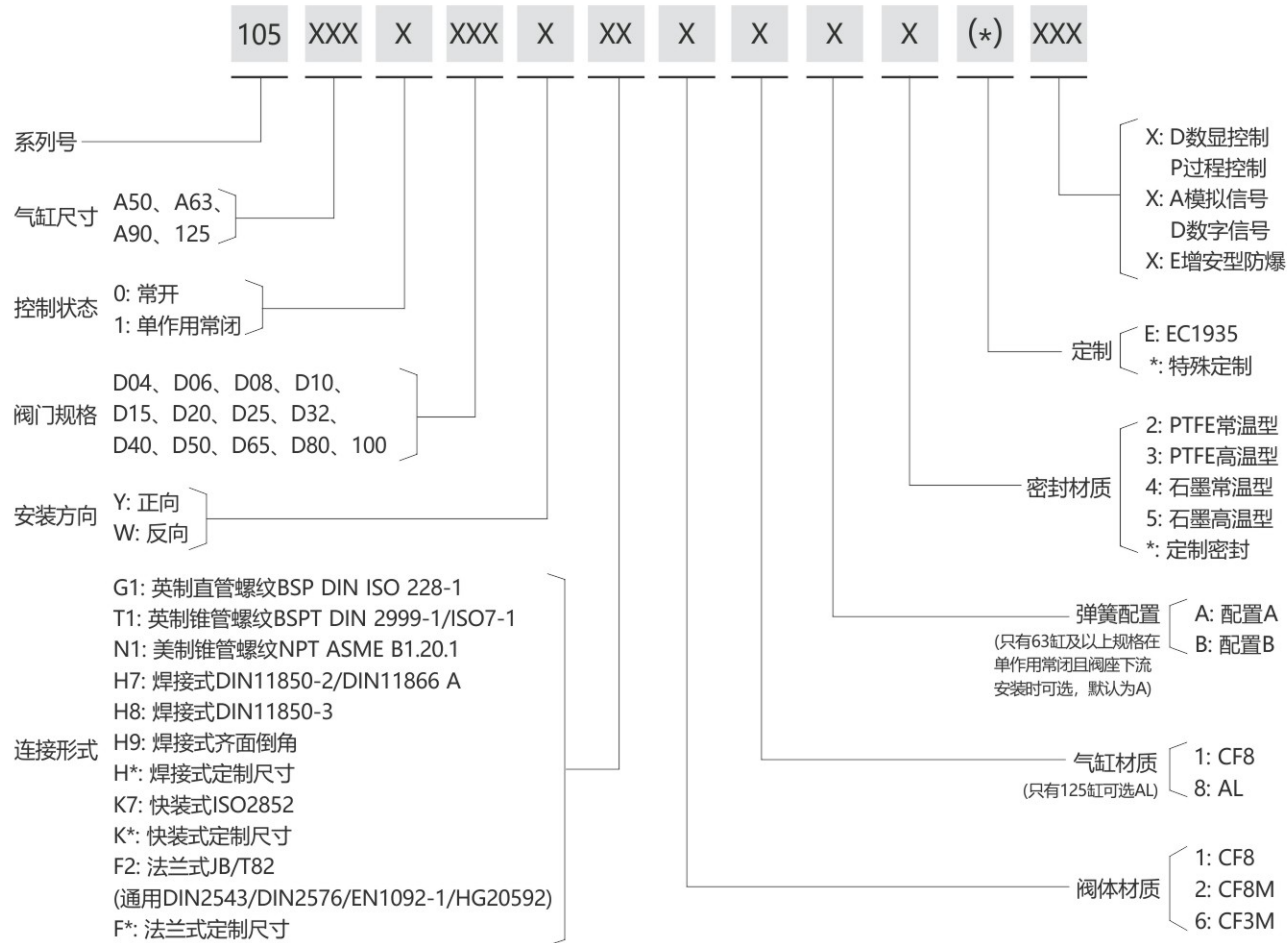 105 XXX X XXX X XX X X X X (*) XXX
系列号
气缸尺寸
A50、A63、
A90、125
控制状态
0: 常开
1: 单作用常闭
阀门规格
D04、D06、D08、D10、
D15、D20、D25、D32、
D40、D50、D65、D80、100
安装方向
Y: 正向
W: 反向
连接形式
G1: 英制直管螺纹BSP DIN ISO 228-1
T1: 英制锥管螺纹BSPT DIN 2999-1/ISO7-1
N1: 美制锥管螺纹NPT ASME B1.20.1
H7: 焊接式DIN11850-2/DIN11866 A
H8: 焊接式DIN11850-3
H9: 焊接式齐面倒角
H*: 焊接式定制尺寸
K7: 快装式ISO2852
K*: 快装式定制尺寸
F2: 法兰式JB/T82
(通用DIN2543/DIN2576/EN1092-1/HG20592)
F*: 法兰式定制尺寸
X: D数显控制
P过程控制
X: A模拟信号
D数字信号
X: E增安型防爆
定制
E: EC1935
*: 特殊定制
密封材质
2: PTFE常温型
3: PTFE高温型
4: 石墨常温型
5: 石墨高温型
*: 定制密封
弹簧配置
(只有63缸及以上规格在
单作用常闭且阀座下流
安装时可选，默认为A)
A: 配置A
B: 配置B
气缸材质
(只有125缸可选AL)
1: CF8
8: AL
阀体材质
1: CF8
2: CF8M
6: CF3M